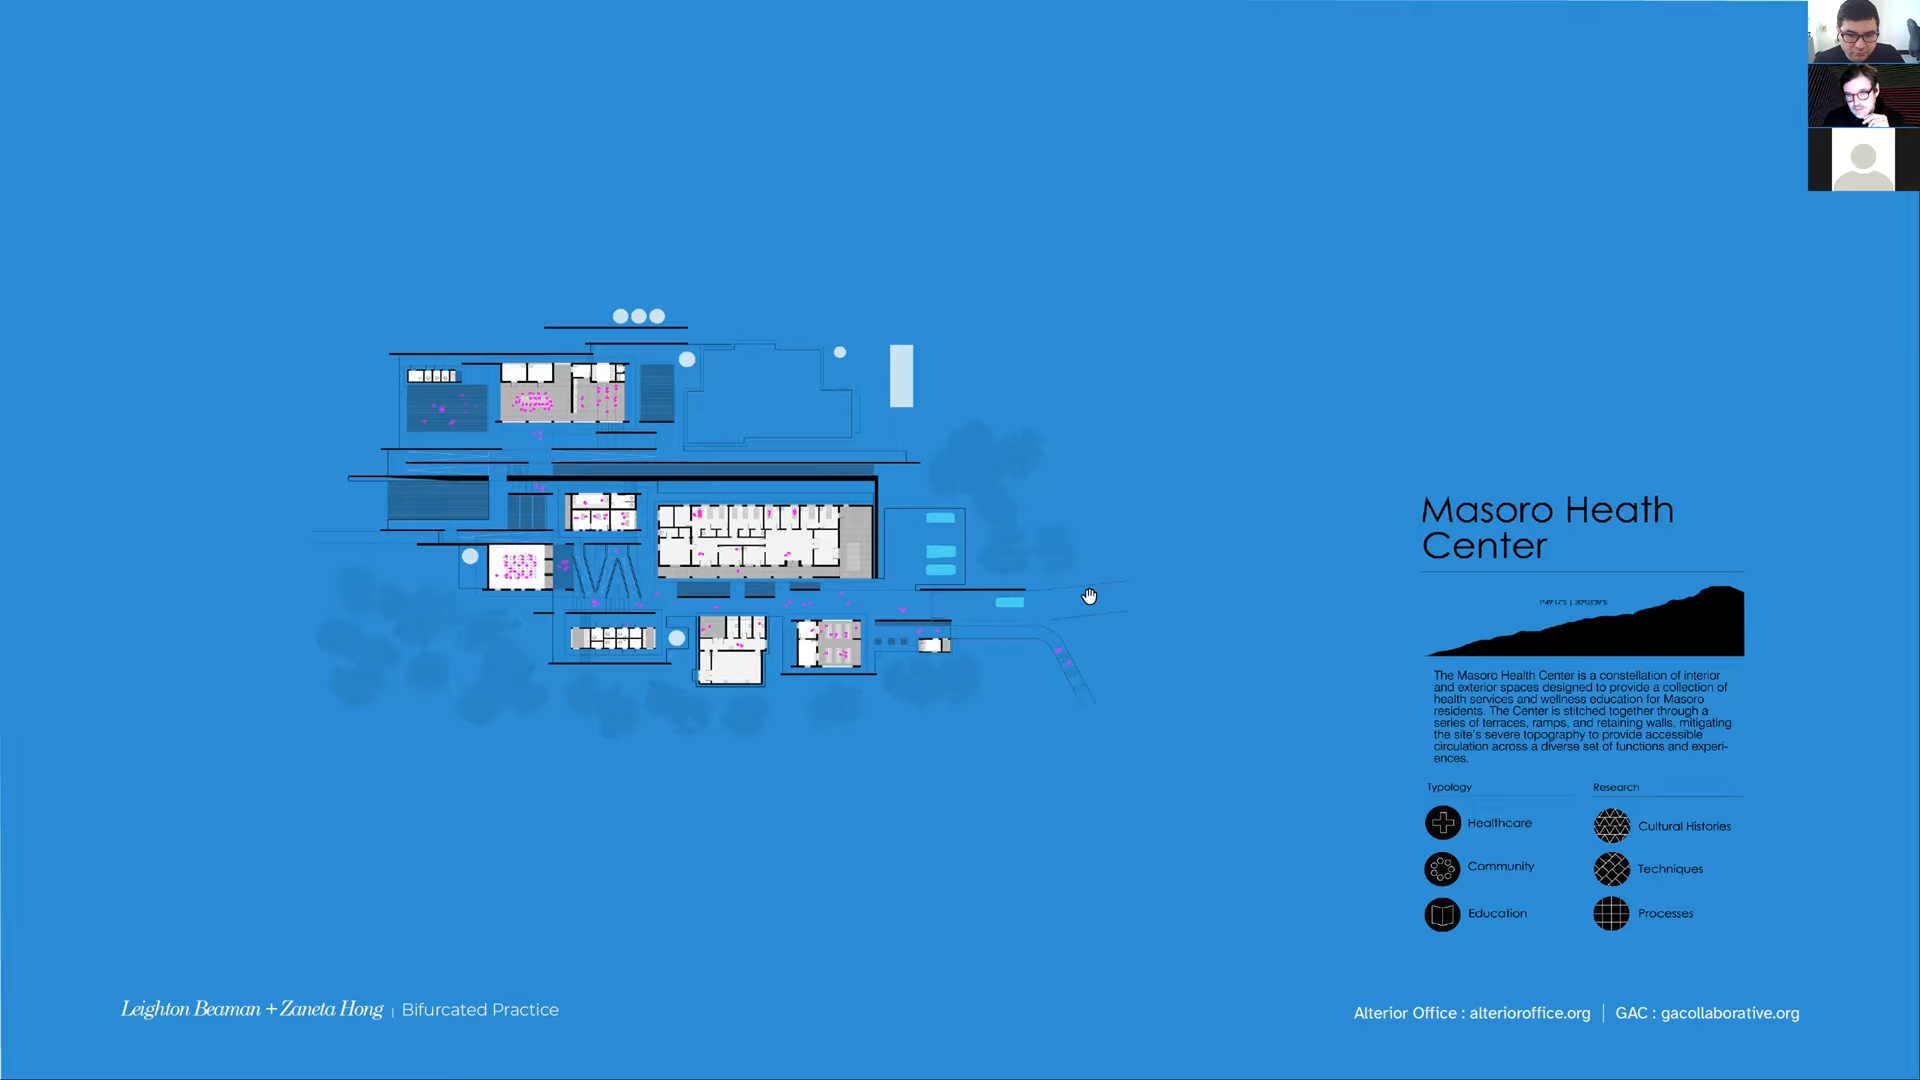 Masoro Heath
Center
The Masoro Health Center is a constellation of interior
and exterior spaces designed to provide a collection of
health services and wellness education for Masoro
residents. The Center is stitched together through a
series of terraces, ramps, and retaining walls, mitigating
the site's severe topography to provide accessible
circulation across a diverse set of functions and experi-
ences.
Typology
Research
Healthcare
Cultural Histories
Community
Techniques
Education
Processes
Leighton Beaman + Zaneta Hong | Bifurcated Practice
Alterior Office : alterioroffice.org | GAC : gacollaborative.org